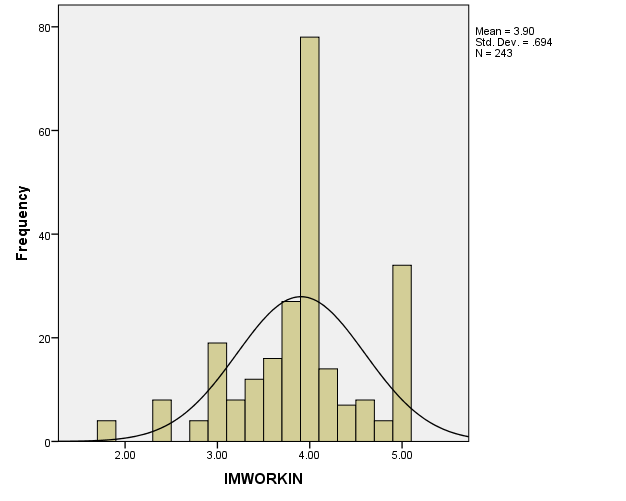 Mean = 3.90
Std. Dev. = .694
N = 243
80
60
40
20
0
Frequency
2.00 3.00 4.00 5.00
IMWORKIN